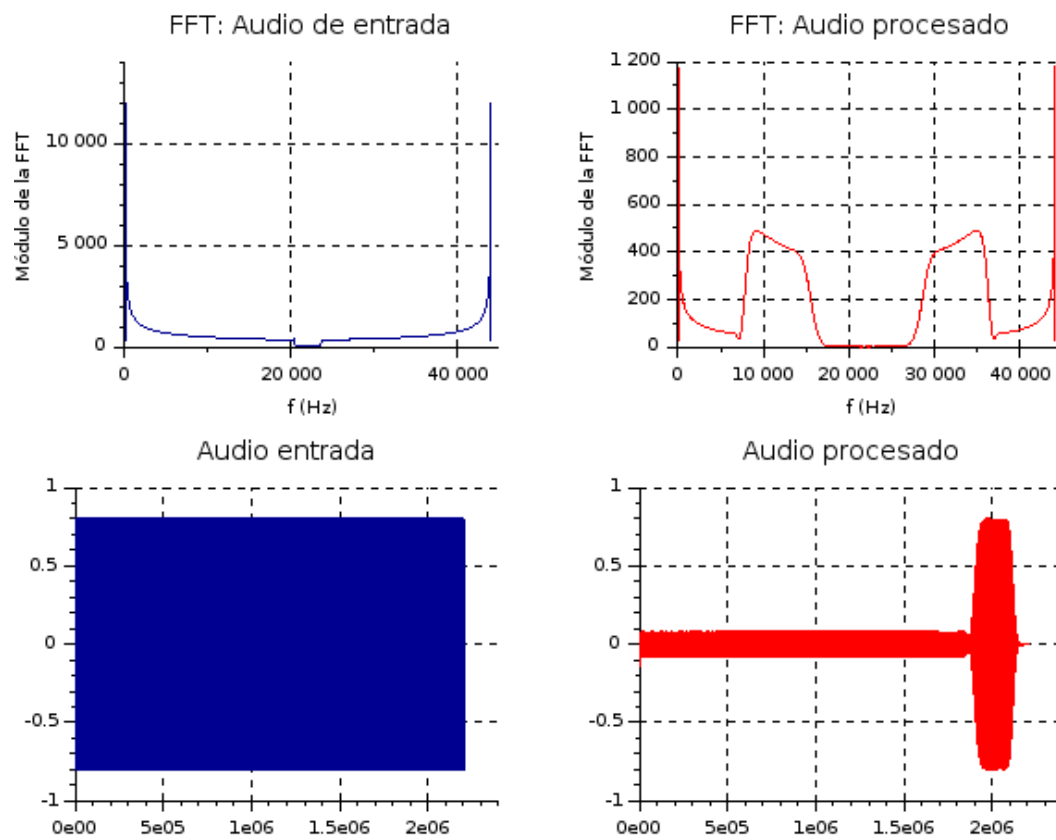 FFT: Audio de entrada
10 000
5 000
0
Módulo de la FFT
0 20 000 40 000
f (Hz)
FFT: Audio procesado
1 200
1 000
800
600
400
200
0
Módulo de la FFT
0 10 000 20 000 30 000 40 000
f (Hz)
Audio entrada
1
0.5
0
-0.5
-1
0e00 5e05 1e06 1.5e06 2e06
Audio procesado
1
0.5
0
-0.5
-1
0e00 5e05 1e06 1.5e06 2e06